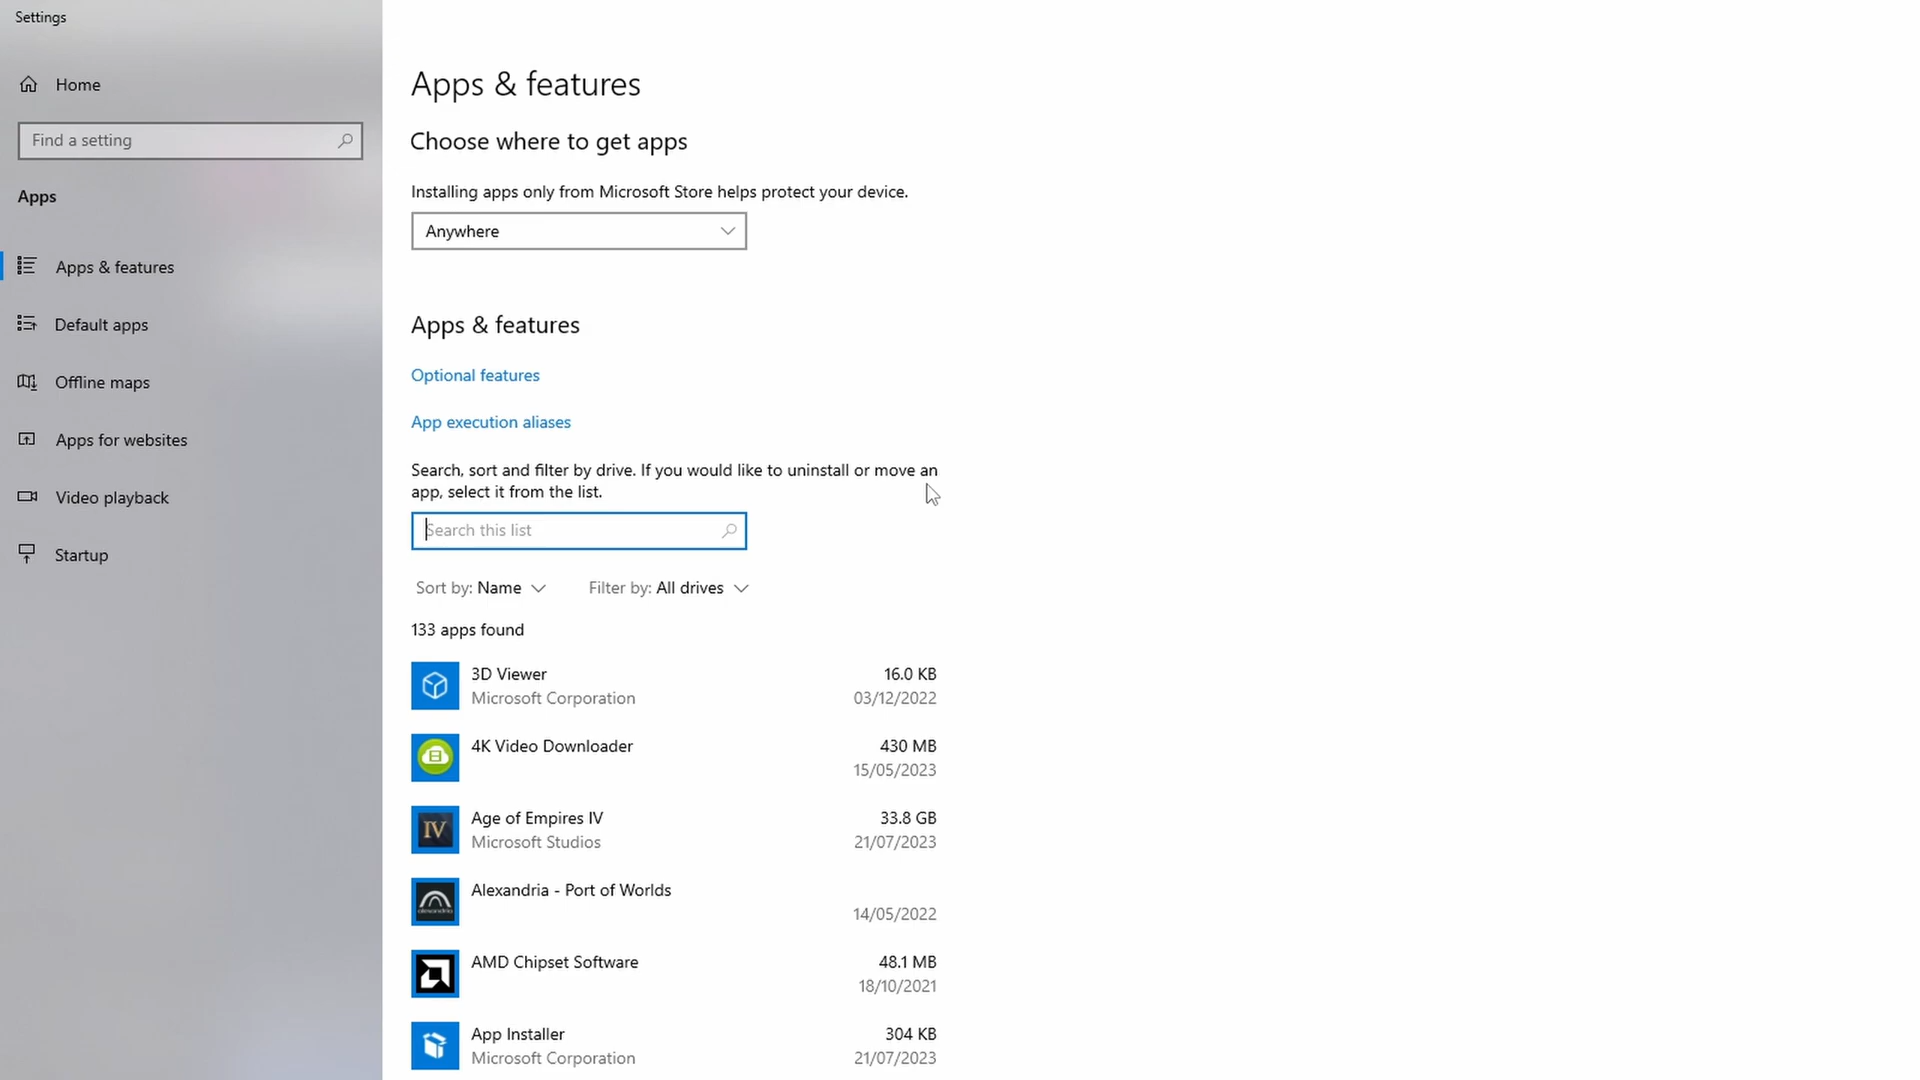 Settings
Home
Find a setting
Apps
Apps & features
Default apps
Offline maps
Apps for websites
Video playback
Startup
Apps & features
Choose where to get apps
Installing apps only from Microsoft Store helps protect your device.
Anywhere
Apps & features
Optional features
App execution aliases
Search, sort and filter by drive. If you would like to uninstall or move an
app, select it from the list.
Search this list
Sort by: Name Filter by: All drives
133 apps found
3D Viewer 16.0 KB
Microsoft Corporation 03/12/2022
4K Video Downloader 430 MB
15/05/2023
IV
Age of Empires IV 33.8 GB
Microsoft Studios 21/07/2023
alexandria
Alexandria - Port of Worlds
14/05/2022
AMD Chipset Software 48.1 MB
18/10/2021
App Installer 304 KB
Microsoft Corporation 21/07/2023